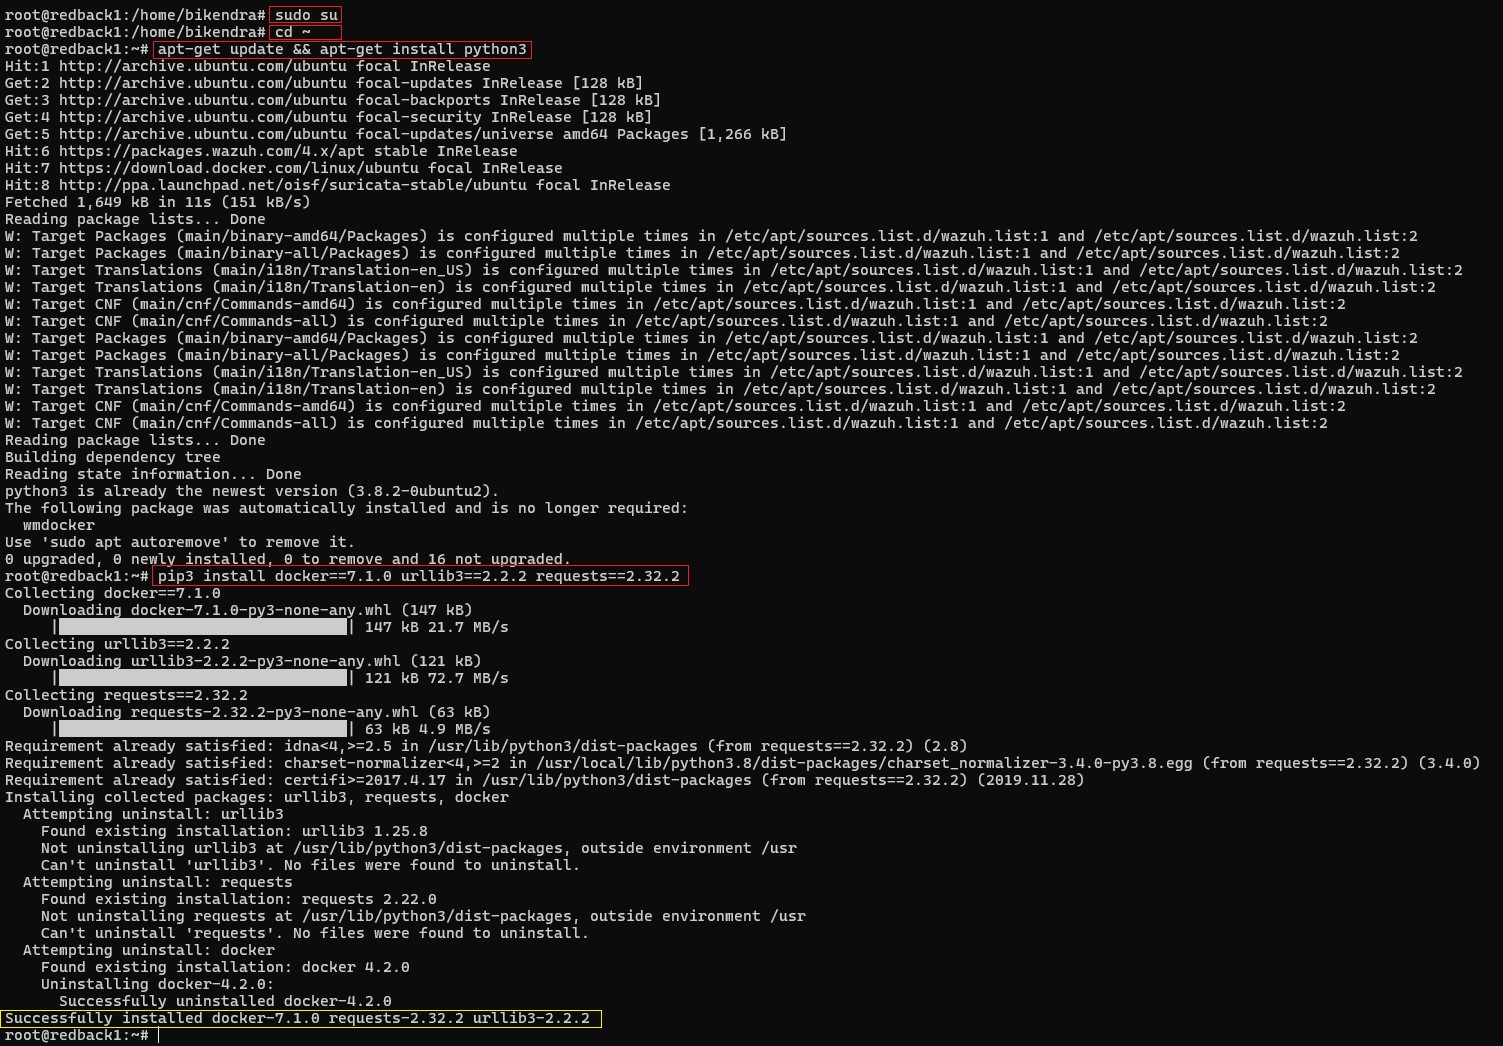 root@redback1:/home/bikendra# sudo su
root@redback1:/home/bikendra# cd ~
root@redback1:~# apt-get update && apt-get install python3
Hit:1 http://archive.ubuntu.com/ubuntu focal InRelease
Get:2 http://archive.ubuntu.com/ubuntu focal-updates InRelease [128 kB]
Get:3 http://archive.ubuntu.com/ubuntu focal-backports InRelease [128 kB]
Get:4 http://archive.ubuntu.com/ubuntu focal-security InRelease [128 kB]
Get:5 http://archive.ubuntu.com/ubuntu focal-updates/universe amd64 Packages [1,266 kB]
Hit:6 https://packages.wazuh.com/4.x/apt stable InRelease
Hit:7 https://download.docker.com/linux/ubuntu focal InRelease
Hit:8 http://ppa.launchpad.net/oisf/suricata-stable/ubuntu focal InRelease
Fetched 1,649 kB in 11s (151 kB/s)
Reading package lists... Done
W: Target Packages (main/binary-amd64/Packages) is configured multiple times in /etc/apt/sources.list.d/wazuh.list:1 and /etc/apt/sources.list.d/wazuh.list:2
W: Target Packages (main/binary-all/Packages) is configured multiple times in /etc/apt/sources.list.d/wazuh.list:1 and /etc/apt/sources.list.d/wazuh.list:2
W: Target Translations (main/i18n/Translation-en_US) is configured multiple times in /etc/apt/sources.list.d/wazuh.list:1 and /etc/apt/sources.list.d/wazuh.list:2
W: Target Translations (main/i18n/Translation-en) is configured multiple times in /etc/apt/sources.list.d/wazuh.list:1 and /etc/apt/sources.list.d/wazuh.list:2
W: Target CNF (main/cnf/Commands-amd64) is configured multiple times in /etc/apt/sources.list.d/wazuh.list:1 and /etc/apt/sources.list.d/wazuh.list:2
W: Target CNF (main/cnf/Commands-all) is configured multiple times in /etc/apt/sources.list.d/wazuh.list:1 and /etc/apt/sources.list.d/wazuh.list:2
W: Target Packages (main/binary-amd64/Packages) is configured multiple times in /etc/apt/sources.list.d/wazuh.list:1 and /etc/apt/sources.list.d/wazuh.list:2
W: Target Packages (main/binary-all/Packages) is configured multiple times in /etc/apt/sources.list.d/wazuh.list:1 and /etc/apt/sources.list.d/wazuh.list:2
W: Target Translations (main/i18n/Translation-en_US) is configured multiple times in /etc/apt/sources.list.d/wazuh.list:1 and /etc/apt/sources.list.d/wazuh.list:2
W: Target Translations (main/i18n/Translation-en) is configured multiple times in /etc/apt/sources.list.d/wazuh.list:1 and /etc/apt/sources.list.d/wazuh.list:2
W: Target CNF (main/cnf/Commands-amd64) is configured multiple times in /etc/apt/sources.list.d/wazuh.list:1 and /etc/apt/sources.list.d/wazuh.list:2
W: Target CNF (main/cnf/Commands-all) is configured multiple times in /etc/apt/sources.list.d/wazuh.list:1 and /etc/apt/sources.list.d/wazuh.list:2
Reading package lists... Done
Building dependency tree
Reading state information... Done
python3 is already the newest version (3.8.2-0ubuntu2).
The following package was automatically installed and is no longer required:
  wmdocker
Use 'sudo apt autoremove' to remove it.
0 upgraded, 0 newly installed, 0 to remove and 16 not upgraded.
root@redback1:~# pip3 install docker==7.1.0 urllib3==2.2.2 requests==2.32.2
Collecting docker==7.1.0
  Downloading docker-7.1.0-py3-none-any.whl (147 kB)
     |████████████████████████████████| 147 kB 21.7 MB/s
Collecting urllib3==2.2.2
  Downloading urllib3-2.2.2-py3-none-any.whl (121 kB)
     |████████████████████████████████| 121 kB 72.7 MB/s
Collecting requests==2.32.2
  Downloading requests-2.32.2-py3-none-any.whl (63 kB)
     |████████████████████████████████| 63 kB 4.9 MB/s
Requirement already satisfied: idna<4,>=2.5 in /usr/lib/python3/dist-packages (from requests==2.32.2) (2.8)
Requirement already satisfied: charset-normalizer<4,>=2 in /usr/local/lib/python3.8/dist-packages/charset_normalizer-3.4.0-py3.8.egg (from requests==2.32.2) (3.4.0)
Requirement already satisfied: certifi>=2017.4.17 in /usr/lib/python3/dist-packages (from requests==2.32.2) (2019.11.28)
Installing collected packages: urllib3, requests, docker
  Attempting uninstall: urllib3
    Found existing installation: urllib3 1.25.8
    Not uninstalling urllib3 at /usr/lib/python3/dist-packages, outside environment /usr
    Can't uninstall 'urllib3'. No files were found to uninstall.
  Attempting uninstall: requests
    Found existing installation: requests 2.22.0
    Not uninstalling requests at /usr/lib/python3/dist-packages, outside environment /usr
    Can't uninstall 'requests'. No files were found to uninstall.
  Attempting uninstall: docker
    Found existing installation: docker 4.2.0
    Uninstalling docker-4.2.0:
      Successfully uninstalled docker-4.2.0
Successfully installed docker-7.1.0 requests-2.32.2 urllib3-2.2.2
root@redback1:~#